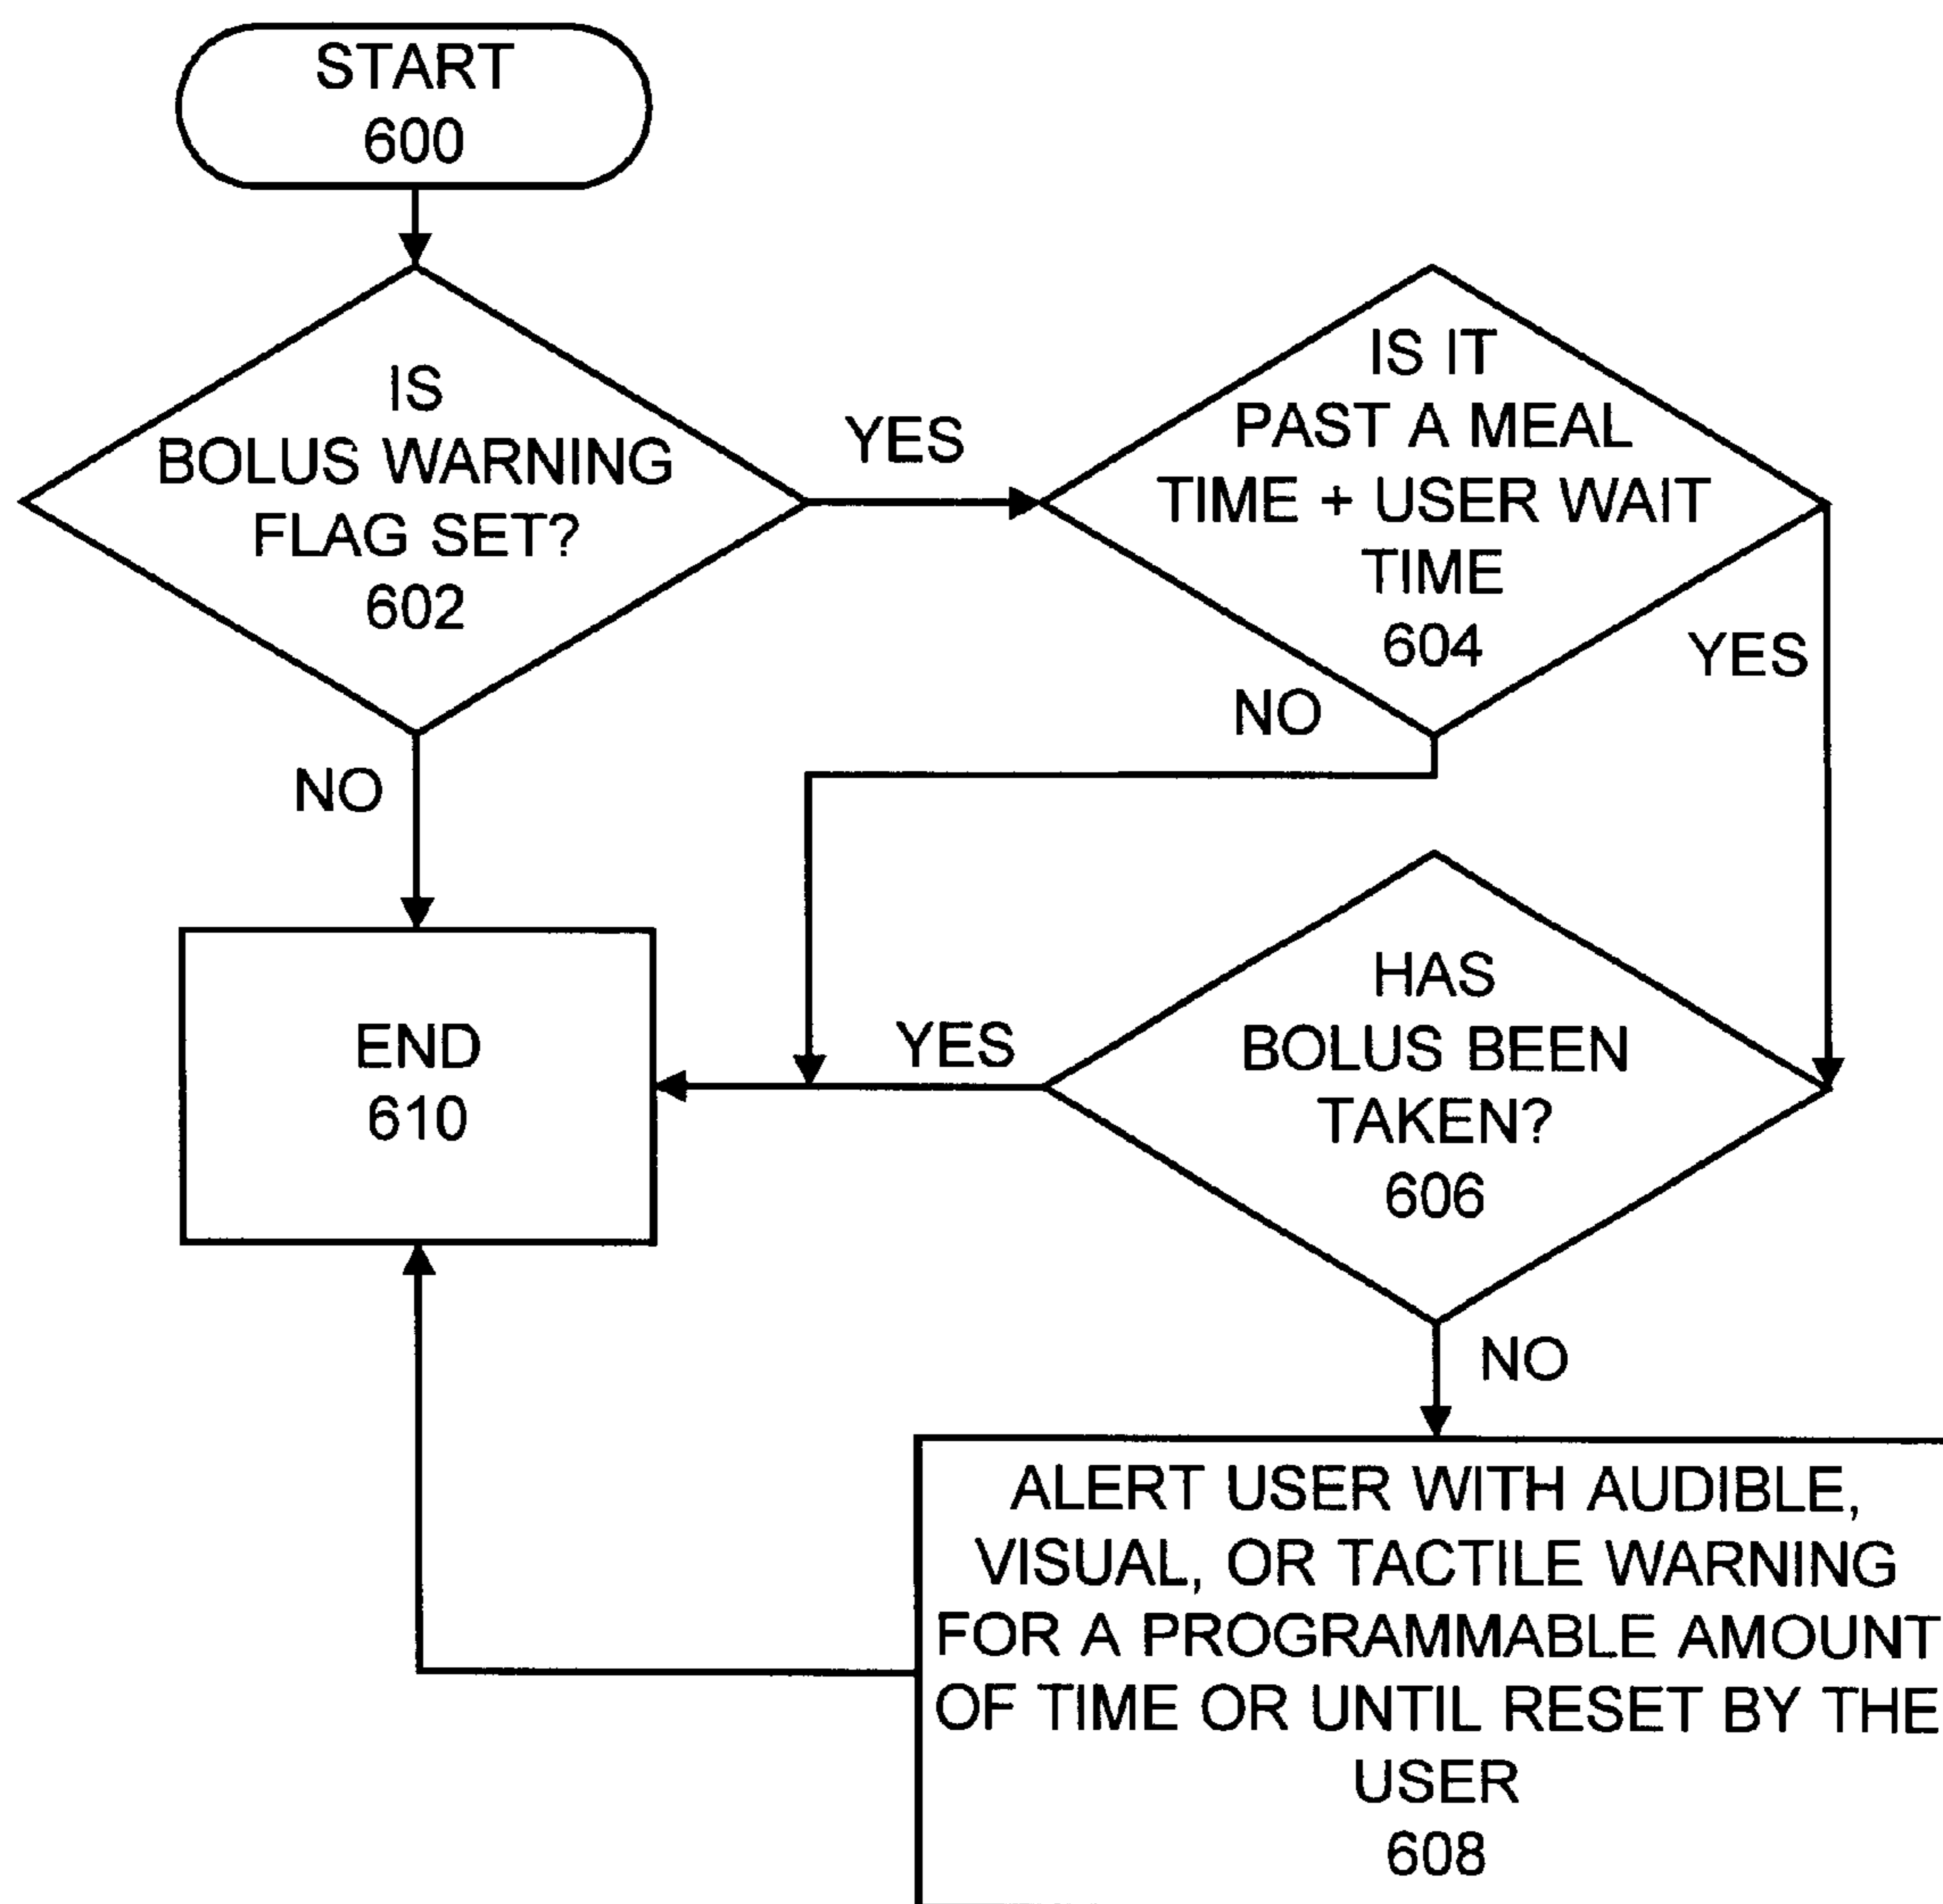 START
600
IS
BOLUS WARNING
FLAG SET?
602
YES
IS IT
PAST A MEAL
TIME + USER WAIT
TIME
604
YES
NO
NO
HAS
BOLUS BEEN
TAKEN?
606
YES
END
610
NO
ALERT USER WITH AUDIBLE,
VISUAL, OR TACTILE WARNING
FOR A PROGRAMMABLE AMOUNT
OF TIME OR UNTIL RESET BY THE
USER
608